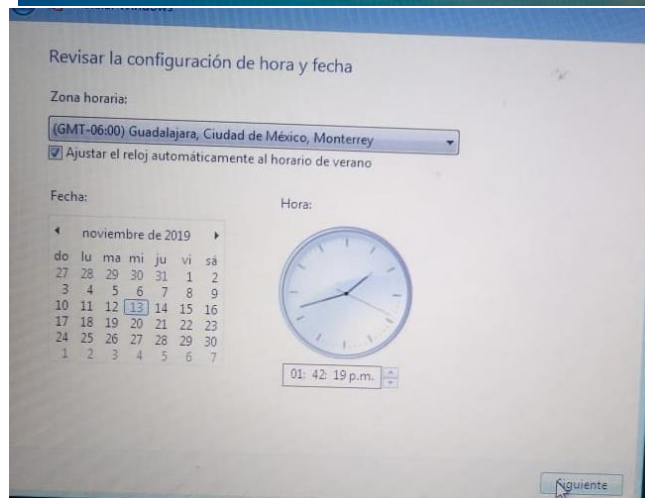 Revisar la configuración de hora y fecha
Zona horaria:
(GMT-06:00) Guadalajara, Ciudad de México, Monterrey
Ajustar el reloj automáticamente al horario de verano
Fecha:
Hora:
noviembre de 2019
do lu ma mi ju vi sá
27 28 29 30 31 1 2
3 4 5 6 7 8 9
10 11 12 13 14 15 16
17 18 19 20 21 22 23
24 25 26 27 28 29 30
1 2 3 4 5 6 7
01: 42: 19 p.m.
Siguiente